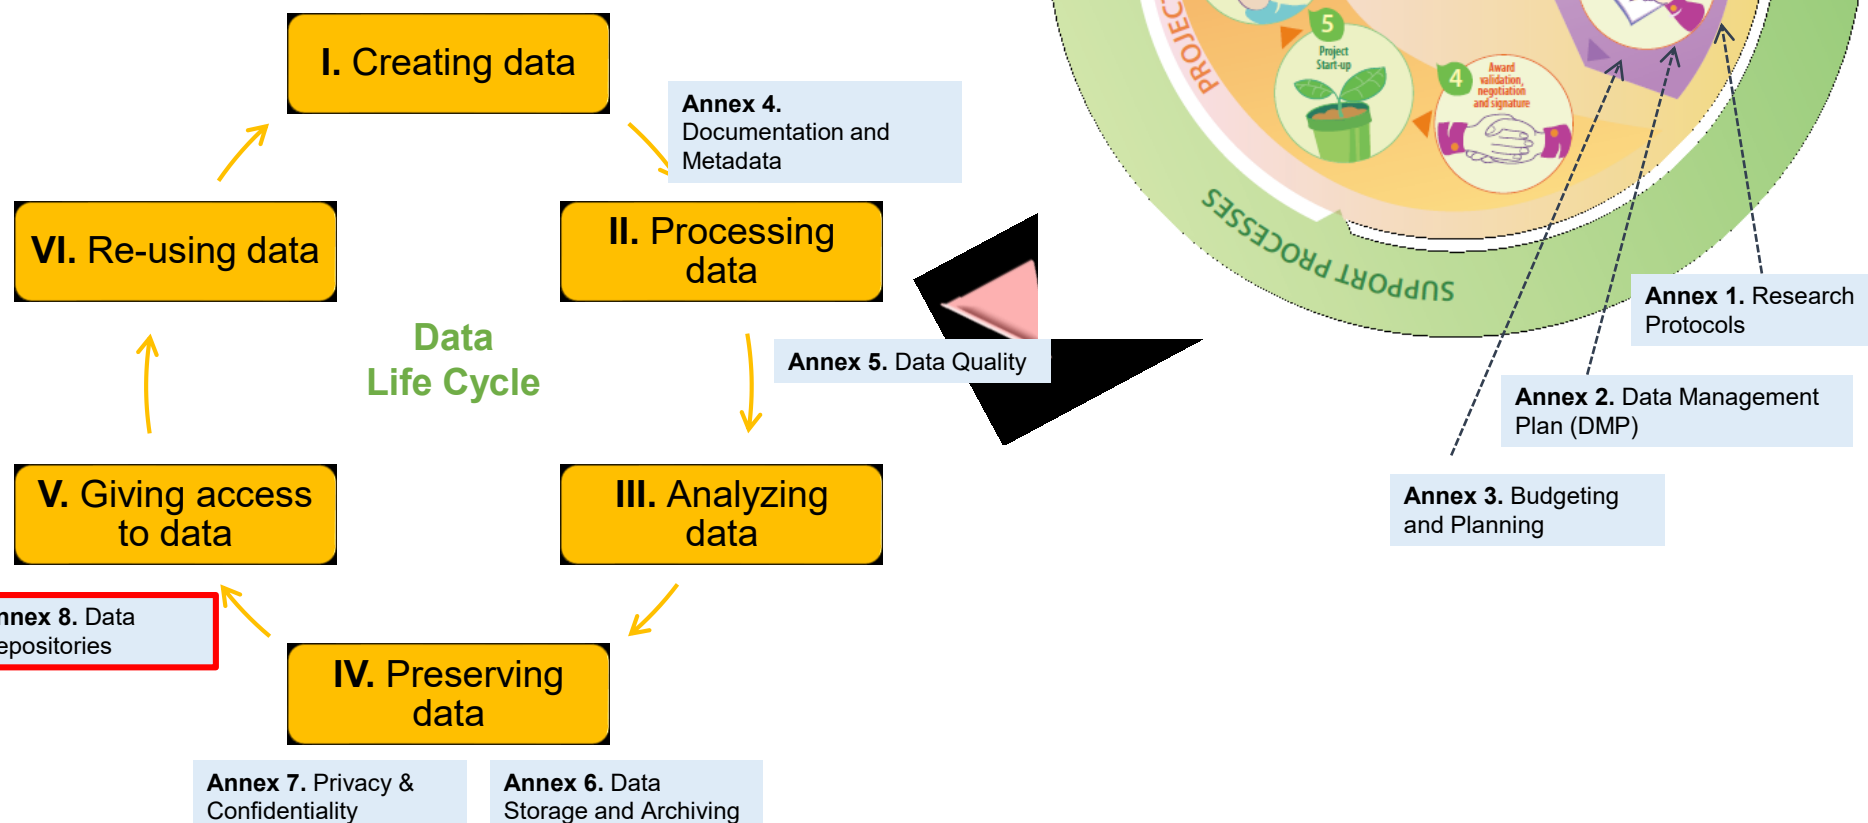 I. Creating data
Annex 4.
Documentation and
Metadata
II. Processing
data
VI. Re-using data
Data
Life Cycle
Annex 5. Data Quality
III. Analyzing
data
V. Giving access
to data
nnex 8. Data
epositories
IV. Preserving
data
Annex 7. Privacy &
Confidentiality
Annex 6. Data
Storage and Archiving
PROJECT
5
Project
Start-up
4
Award
validation,
negotiation
and signature
SUPPORT PROCESSES
Annex 1. Research
Protocols
Annex 2. Data Management
Plan (DMP)
Annex 3. Budgeting
and Planning